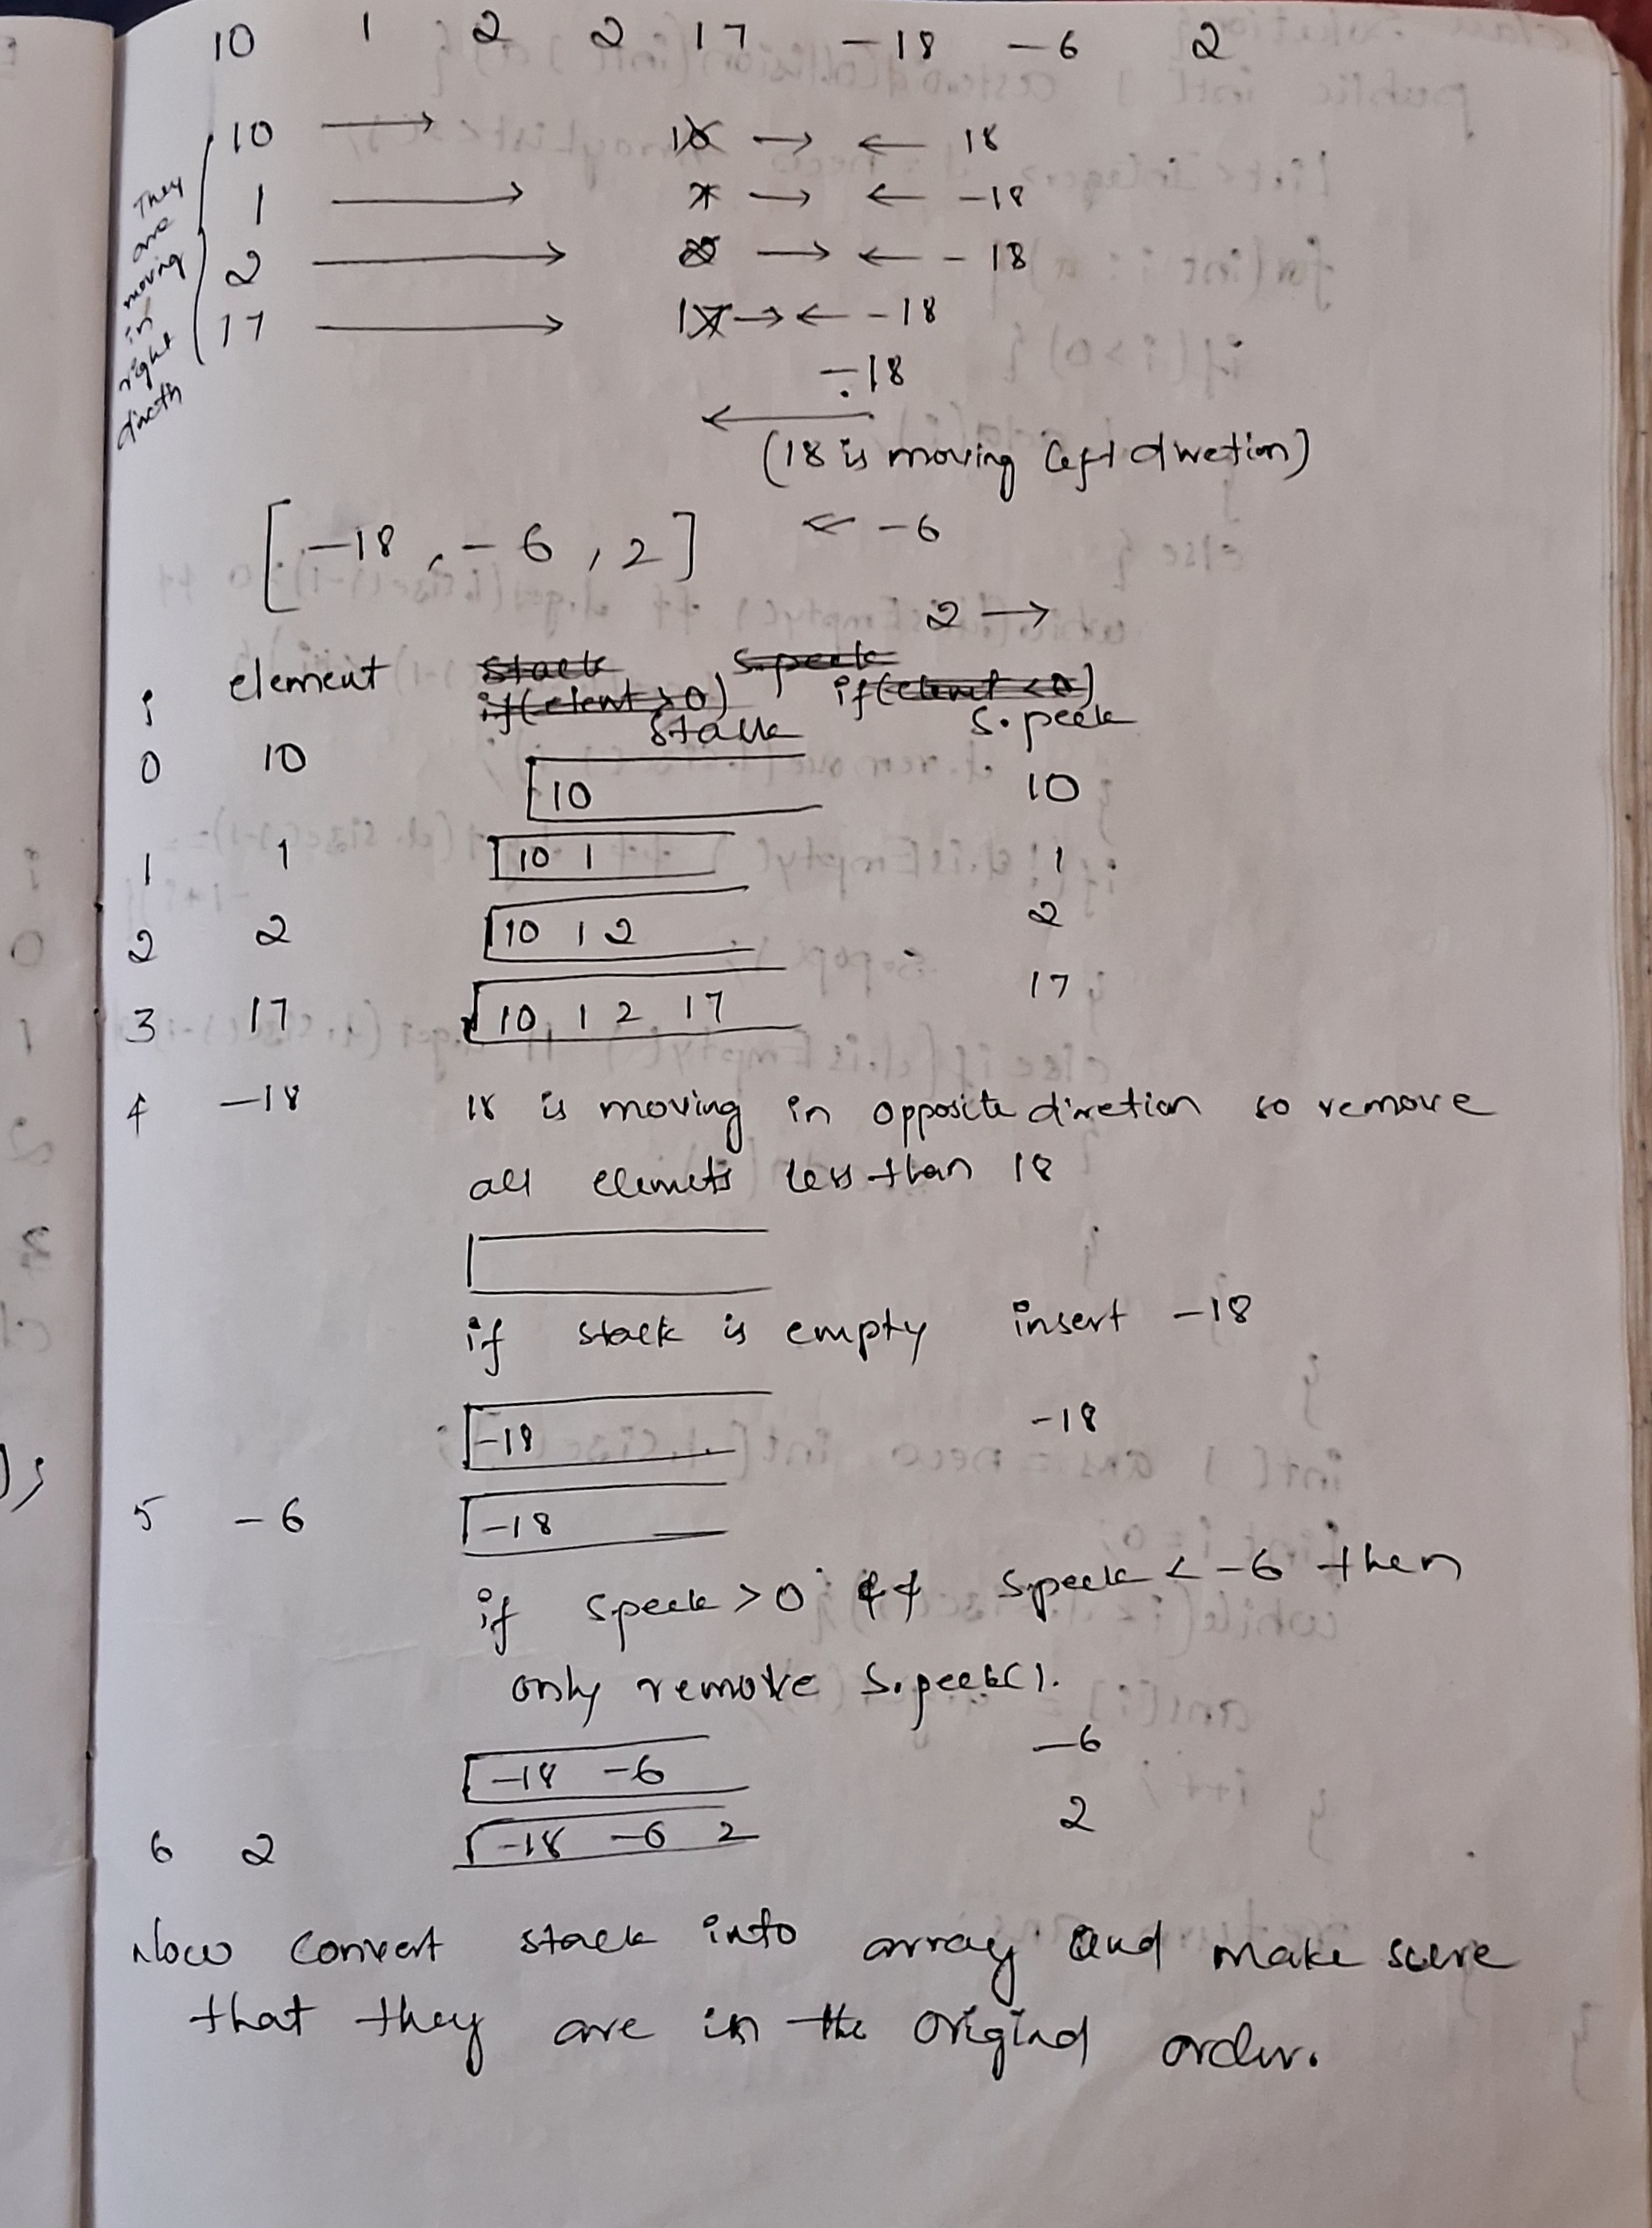 10 1 2 2 17 -18 -6 2
10 → 10 → ← 18
1 → 1 → ← -18
2 → 2 → ← -18
17 → 17 → ← -18
They
are
moving
in
right
-18
←
(18 is moving left direction)
[-18, -6, 2] ← -6
2 →
element stack s.peek
if(elemt > 0) if(elemt < 0)
i stack s.peek
0 10 10 10
1 1 10 1 1
2 2 10 1 2 2
3 17 10, 1 2 17 17
4 -18 18 is moving in opposite diretion so remove
all elemets less than 18
if stack is empty insert -18
-18 -18
5 -6 -18
if speek > 0 && speek < -6 then
only remove s.peek().
-18 -6 -6
6 2 -18 -6 2 2
Now convert stack into array and make sure
that they are in the original order.